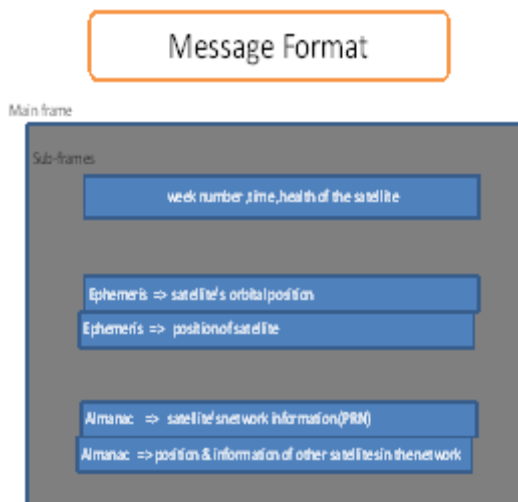 Message Format
Main frame
Sub-frames
week number ,time ,health of the satellite
Ephemeris => satellite's orbital position
Ephemeris => position of satellite
Almanac => satellite's network information(PRN)
Almanac => position & information of other satellites in the network